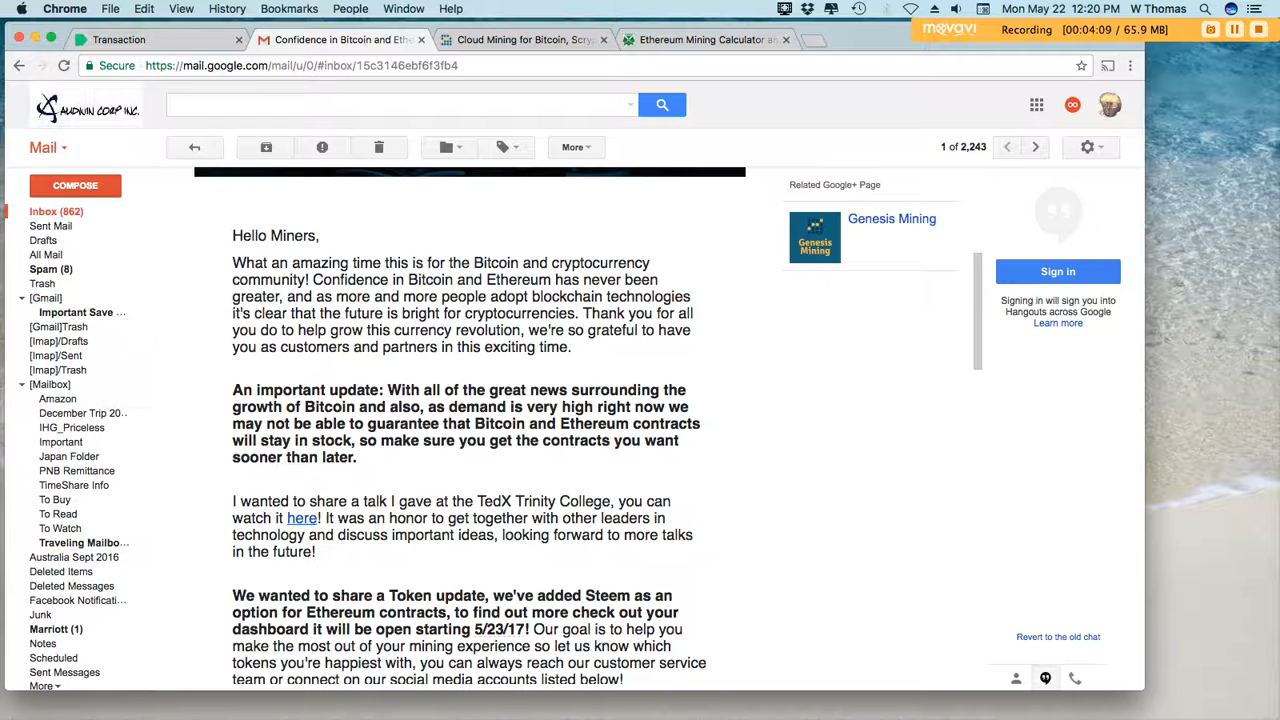 Chrome File Edit View History Bookmarks People Window Help Mon May 22 12:20 PM W Thomas
movavi Recording [00:04:09 / 65.9 MB]
Transaction Confidence in Bitcoin and Eth Cloud Mining for Bitcoin, Scryp Ethereum Mining Calculator an
Secure https://mail.google.com/mail/u/0/#inbox/15c3146ebf6f3fb4
AUDNIN CORP INC.
Mail More 1 of 2,243
COMPOSE
Inbox (862)
Sent Mail
Drafts
All Mail
Spam (8)
Trash
[Gmail]
Important Save ...
[Gmail]Trash
[Imap]/Drafts
[Imap]/Sent
[Imap]/Trash
[Mailbox]
Amazon
December Trip 20..
IHG_Priceless
Important
Japan Folder
PNB Remittance
TimeShare Info
To Buy
To Read
To Watch
Traveling Mailbo...
Australia Sept 2016
Deleted Items
Deleted Messages
Facebook Notificati...
Junk
Marriott (1)
Notes
Scheduled
Sent Messages
More
Hello Miners,
What an amazing time this is for the Bitcoin and cryptocurrency
community! Confidence in Bitcoin and Ethereum has never been
greater, and as more and more people adopt blockchain technologies
it's clear that the future is bright for cryptocurrencies. Thank you for all
you do to help grow this currency revolution, we're so grateful to have
you as customers and partners in this exciting time.
An important update: With all of the great news surrounding the
growth of Bitcoin and also, as demand is very high right now we
may not be able to guarantee that Bitcoin and Ethereum contracts
will stay in stock, so make sure you get the contracts you want
sooner than later.
I wanted to share a talk I gave at the TedX Trinity College, you can
watch it here! It was an honor to get together with other leaders in
technology and discuss important ideas, looking forward to more talks
in the future!
We wanted to share a Token update, we've added Steem as an
option for Ethereum contracts, to find out more check out your
dashboard it will be open starting 5/23/17! Our goal is to help you
make the most out of your mining experience so let us know which
tokens you're happiest with, you can always reach our customer service
team or connect on our social media accounts listed below!
Related Google+ Page
Genesis Mining
Genesis
Mining
Sign in
Signing in will sign you into
Hangouts across Google
Learn more
Revert to the old chat